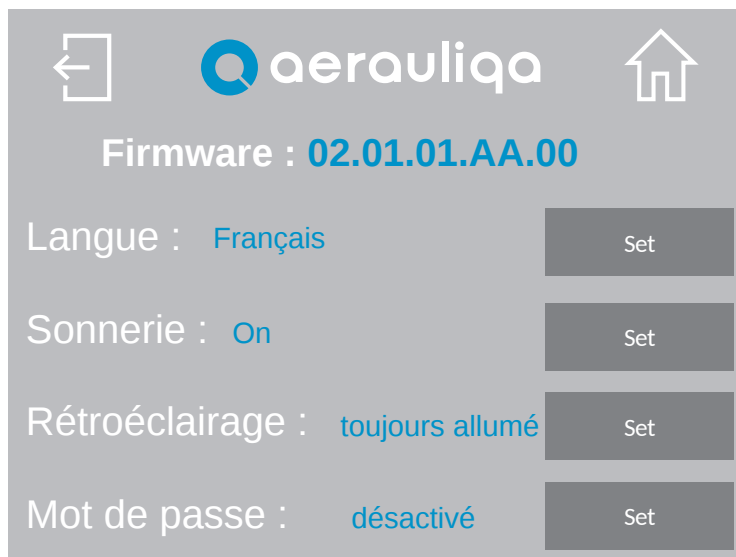 aerauliqa
Firmware : 02.01.01.AA.00
Langue : Français Set
Sonnerie : On Set
Rétroéclairage : toujours allumé Set
Mot de passe : désactivé Set